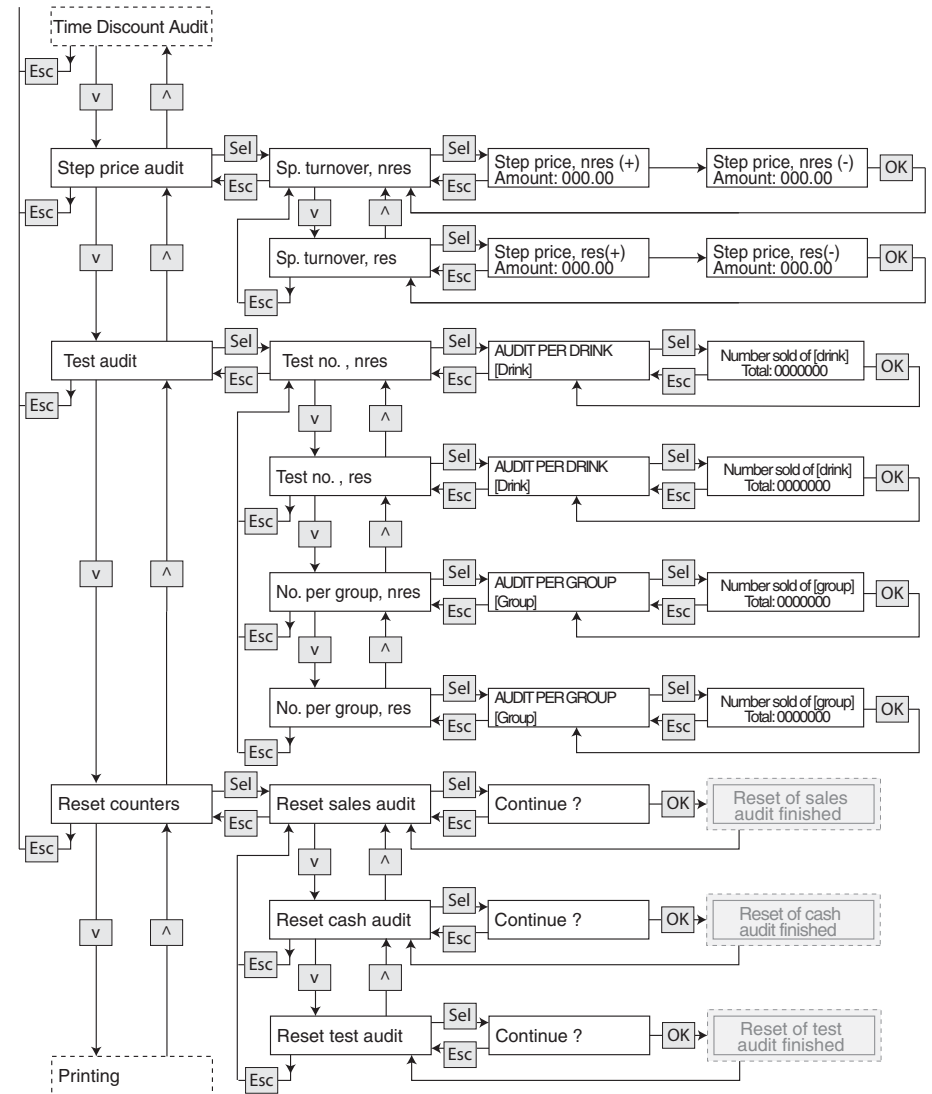 Time Discount Audit
Esc
v ^
Step price audit Sel Sp. turnover, nres Sel Step price, nres (+) Step price, nres (-) OK
Esc Esc Amount: 000.00 Amount: 000.00
Esc v ^
v ^ Sp. turnover, res Sel Step price, res(+) Step price, res(-) OK
Esc Amount: 000.00 Amount: 000.00
Esc
Test audit Sel Test no. , nres Sel AUDIT PER DRINK Sel Number sold of [drink] OK
Esc Esc [Drink] Esc Total: 0000000
Esc v ^
Test no. , res Sel AUDIT PER DRINK Sel Number sold of [drink] OK
Esc [Drink] Esc Total: 0000000
Esc
v ^
v ^ No. per group, nres Sel AUDIT PER GROUP Sel Number sold of [group] OK
Esc [Group] Esc Total: 0000000
Esc
v ^
No. per group, res Sel AUDIT PER GROUP Sel Number sold of [group] OK
Esc [Group] Esc Total: 0000000
Esc
Reset counters Sel Reset sales audit Sel Continue ? OK Reset of sales
Esc Esc audit finished
Esc v ^
v ^ Reset cash audit Sel Continue ? OK Reset of cash
Esc audit finished
Esc v ^
Reset test audit Sel Continue ? OK Reset of test
Esc audit finished
Printing Esc